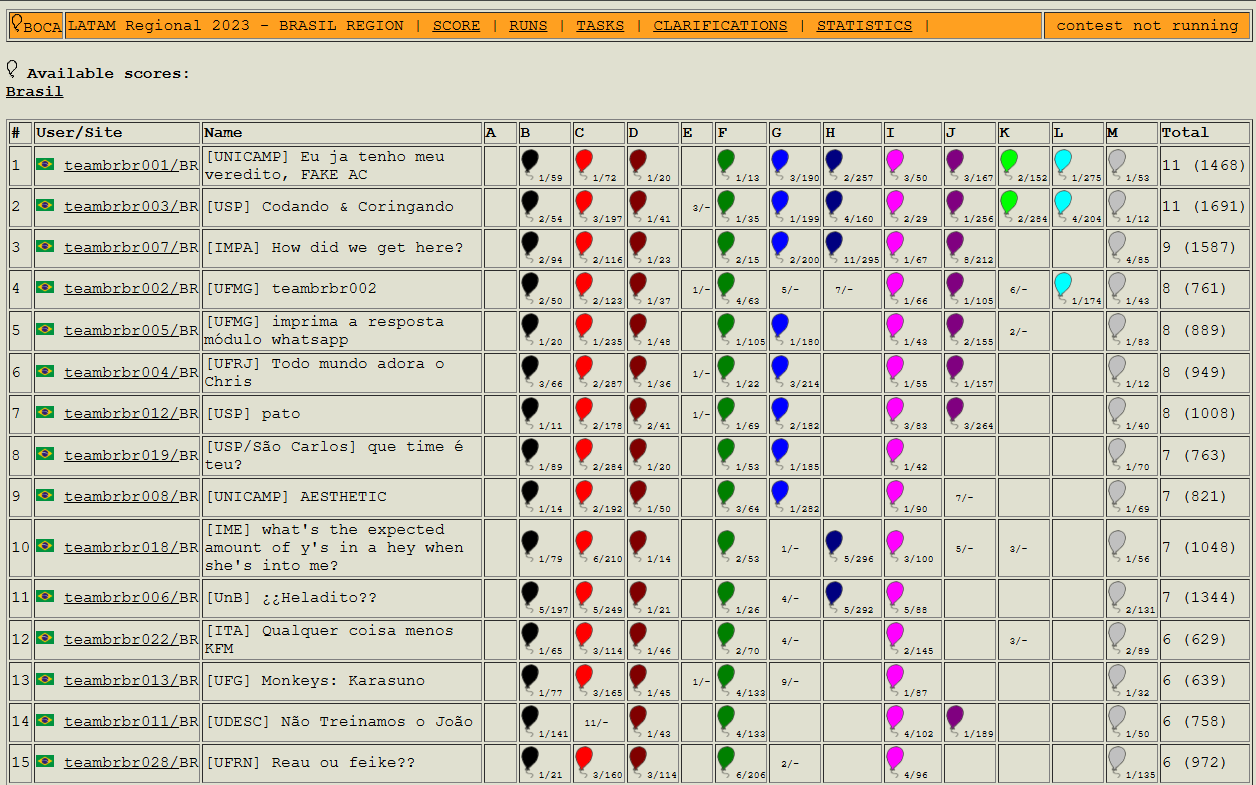 BOCA LATAM Regional 2023 - BRASIL REGION | SCORE | RUNS | TASKS | CLARIFICATIONS | STATISTICS | contest not running
Available scores:
Brasil
# User/Site Name A B C D E F G H I J K L M Total
1 teambrbr001/BR [UNICAMP] Eu ja tenho meu veredito, FAKE AC 1/59 1/72 1/20 1/13 3/190 2/257 3/50 3/167 2/152 1/275 1/53 11 (1468)
2 teambrbr003/BR [USP] Codando & Coringando 2/54 3/197 1/41 3/- 1/35 1/199 4/160 2/29 1/256 2/284 4/204 1/12 11 (1691)
3 teambrbr007/BR [IMPA] How did we get here? 2/94 2/116 1/23 2/15 2/200 11/295 1/67 8/212 4/85 9 (1587)
4 teambrbr002/BR [UFMG] teambrbr002 2/50 2/123 1/37 1/- 4/63 5/- 7/- 1/66 1/105 6/- 1/174 1/43 8 (761)
5 teambrbr005/BR [UFMG] imprima a resposta módulo whatsapp 1/20 1/235 1/48 1/105 1/180 1/43 2/155 2/- 1/83 8 (889)
6 teambrbr004/BR [UFRJ] Todo mundo adora o Chris 3/66 2/287 1/36 1/- 1/22 3/214 1/55 1/157 1/12 8 (949)
7 teambrbr012/BR [USP] pato 1/11 2/178 2/41 1/- 1/69 2/182 3/83 3/264 1/40 8 (1008)
8 teambrbr019/BR [USP/São Carlos] que time é teu? 1/89 2/284 1/20 1/53 1/185 1/42 1/70 7 (763)
9 teambrbr008/BR [UNICAMP] AESTHETIC 1/14 2/192 1/50 3/64 1/282 1/90 7/- 1/69 7 (821)
10 teambrbr018/BR [IME] what's the expected amount of y's in a hey when she's into me? 1/79 6/210 1/14 2/53 1/- 5/296 3/100 5/- 3/- 1/56 7 (1048)
11 teambrbr006/BR [UnB] ¿¿Heladito?? 5/197 5/249 1/21 1/26 4/- 5/292 5/88 2/131 7 (1344)
12 teambrbr022/BR [ITA] Qualquer coisa menos KFM 1/65 3/114 1/46 2/70 4/- 2/145 3/- 2/89 6 (629)
13 teambrbr013/BR [UFG] Monkeys: Karasuno 1/77 3/165 1/45 1/- 4/133 9/- 1/87 1/32 6 (639)
14 teambrbr011/BR [UDESC] Não Treinamos o João 1/141 11/- 1/43 4/133 4/102 1/189 1/50 6 (758)
15 teambrbr028/BR [UFRN] Reau ou feike?? 1/21 3/160 3/114 6/206 2/- 4/96 1/135 6 (972)